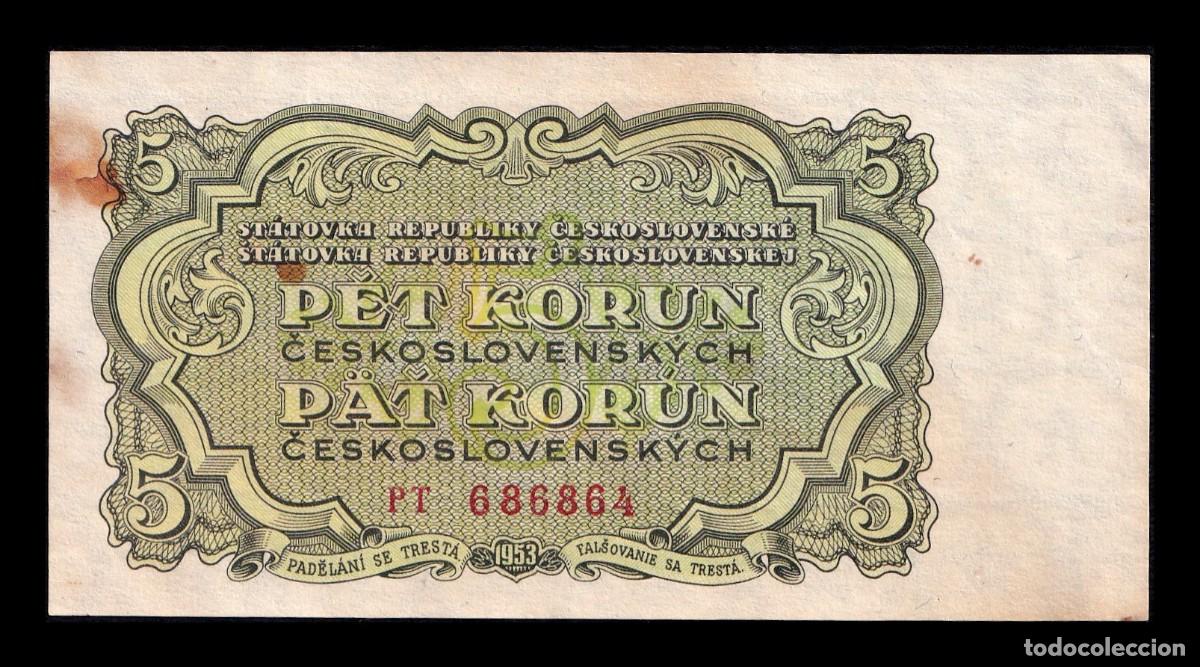 5 5
STÁTOVKA REPUBLIKY ČESKOSLOVENSKÉ
ŠTÁTOVKA REPUBLIKY ČESKOSLOVENSKEJ
PĚT KORUN
ČESKOSLOVENSKÝCH
PÄŤ KORÚN
ČESKOSLOVENSKÝCH
5 5
PT 686864
PADĚLÁNÍ SE TRESTÁ. 1953 FALŠOVANIE SA TRESTÁ.
todocoleccion